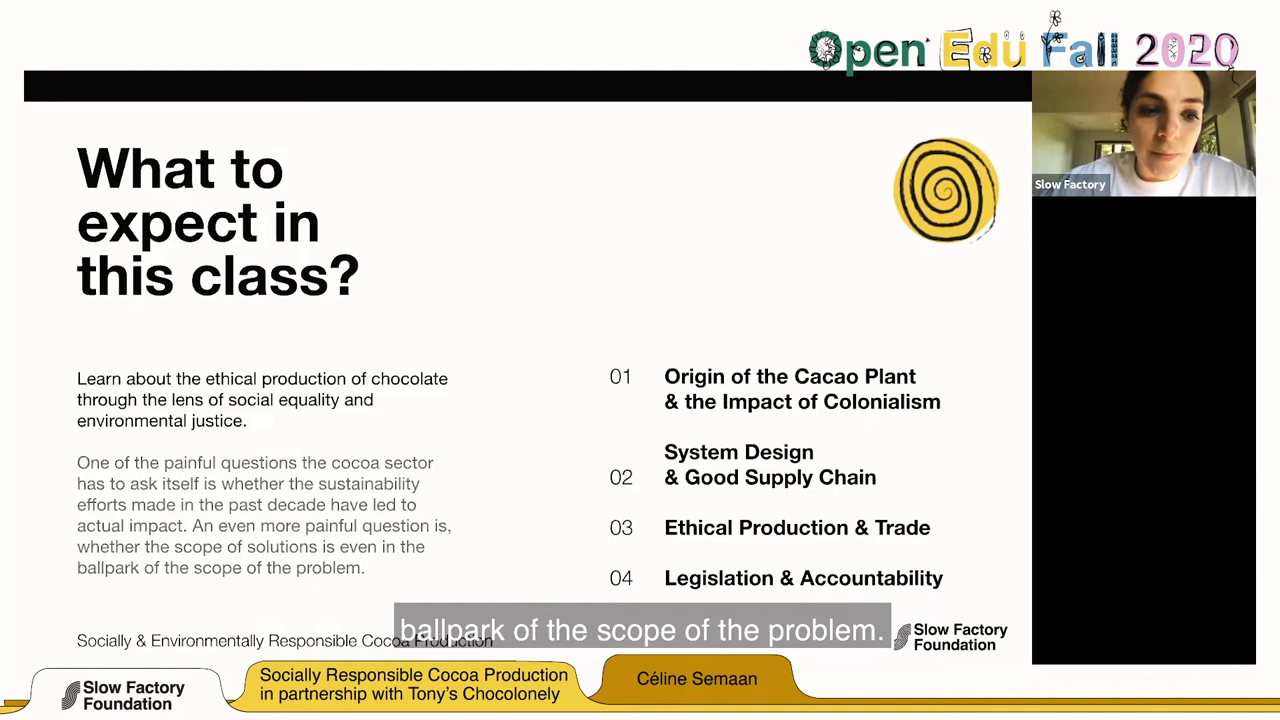 Open Edu Fall 2020
Slow Factory
What to
expect in
this class?
Learn about the ethical production of chocolate
through the lens of social equality and
environmental justice.
One of the painful questions the cocoa sector
has to ask itself is whether the sustainability
efforts made in the past decade have led to
actual impact. An even more painful question is,
whether the scope of solutions is even in the
ballpark of the scope of the problem.
01 Origin of the Cacao Plant
& the Impact of Colonialism
System Design
02 & Good Supply Chain
03 Ethical Production & Trade
04 Legislation & Accountability
ballpark of the scope of the problem.
Socially & Environmentally Responsible Cocoa Production
Slow Factory
Foundation
Slow Factory
Foundation
Socially Responsible Cocoa Production
in partnership with Tony's Chocolonely
Céline Semaan